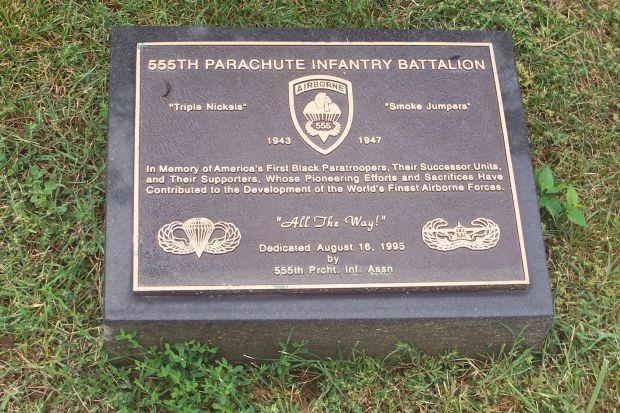 555TH PARACHUTE INFANTRY BATTALION
AIRBORNE
"Triple Nickels"
"Smoke Jumpers"
555
1943
1947
In Memory of America's First Black Paratroopers, Their Successor Units,
and Their Supporters, Whose Pioneering Efforts and Sacrifices Have
Contributed to the Development of the World's Finest Airborne Forces.
"All The Way!"
Dedicated August 16, 1995
by
555th Prcht. Inf. Assn